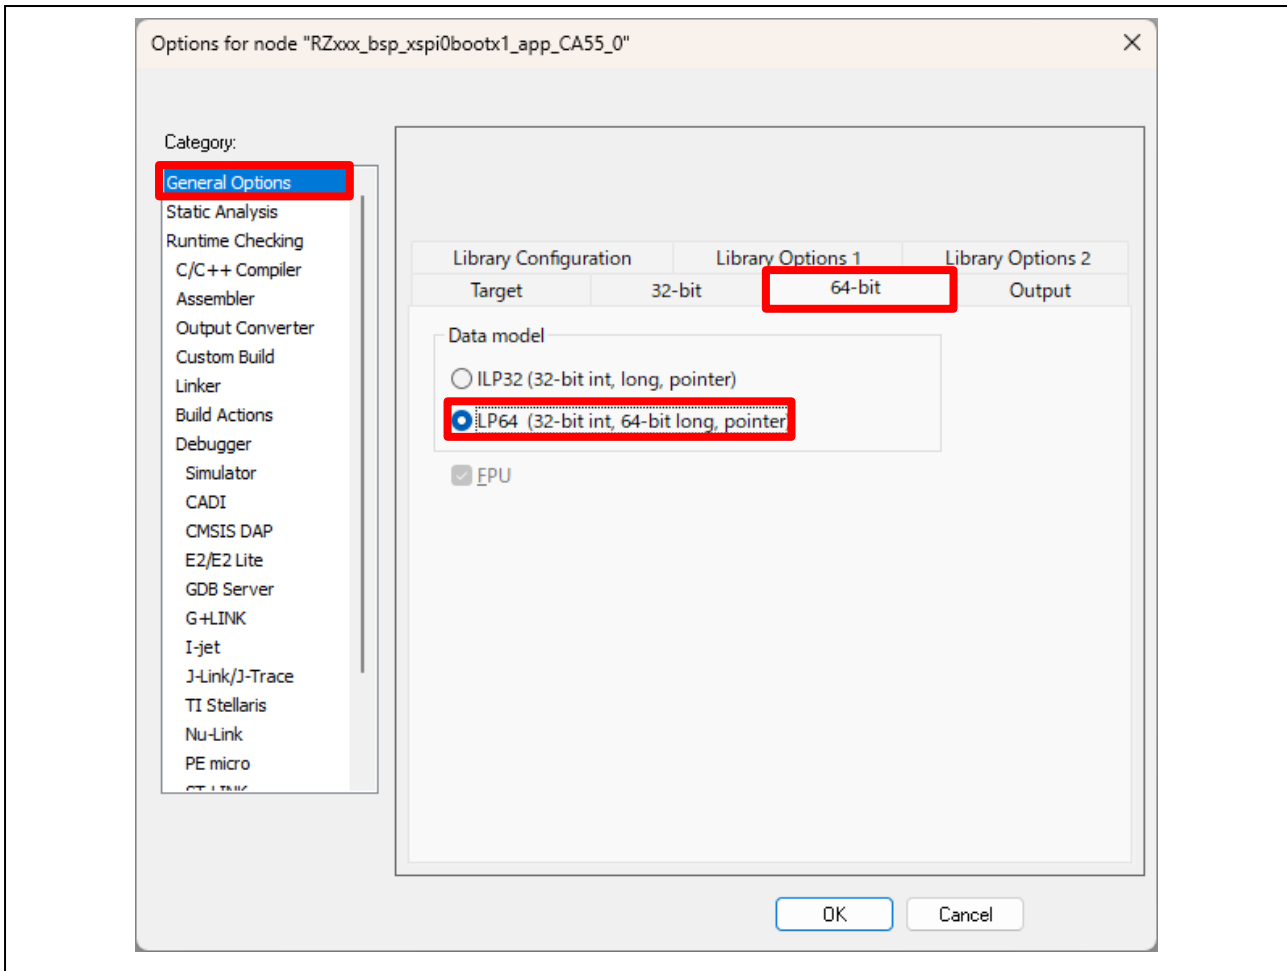 Options for node "RZxxx_bsp_xspi0bootx1_app_CA55_0"
Category:
General Options
Static Analysis
Runtime Checking
C/C++ Compiler
Assembler
Output Converter
Custom Build
Linker
Build Actions
Debugger
Simulator
CADI
CMSIS DAP
E2/E2 Lite
GDB Server
G+LINK
I-jet
J-Link/J-Trace
TI Stellaris
Nu-Link
PE micro
Library Configuration Library Options 1 Library Options 2
Target 32-bit 64-bit Output
Data model
ILP32 (32-bit int, long, pointer)
LP64 (32-bit int, 64-bit long, pointer)
FPU
OK Cancel